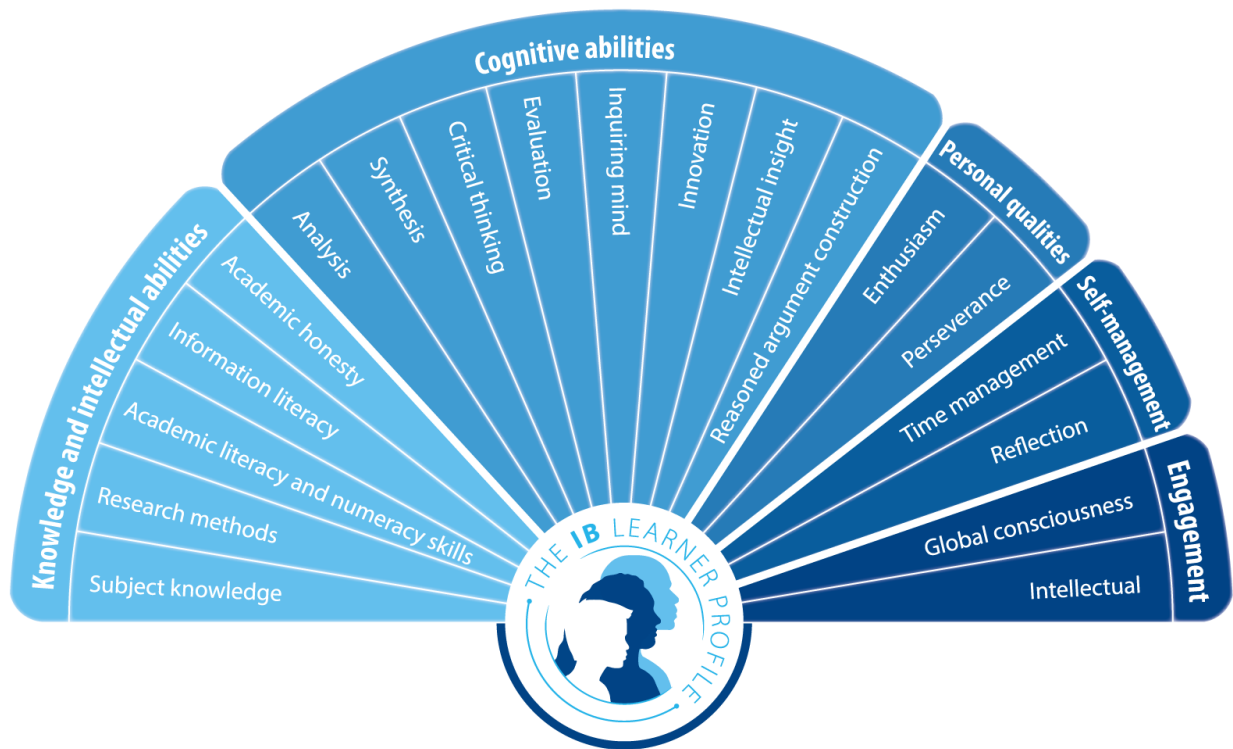 Knowledge and intellectual abilities
Subject knowledge
Research methods
Academic literacy and numeracy skills
Information literacy
Academic honesty
Cognitive abilities
Analysis
Synthesis
Critical thinking
Evaluation
Inquiring mind
Innovation
Intellectual insight
Reasoned argument construction
Personal qualities
Enthusiasm
Perseverance
Self-management
Time management
Reflection
Engagement
Global consciousness
Intellectual
THE IB LEARNER PROFILE